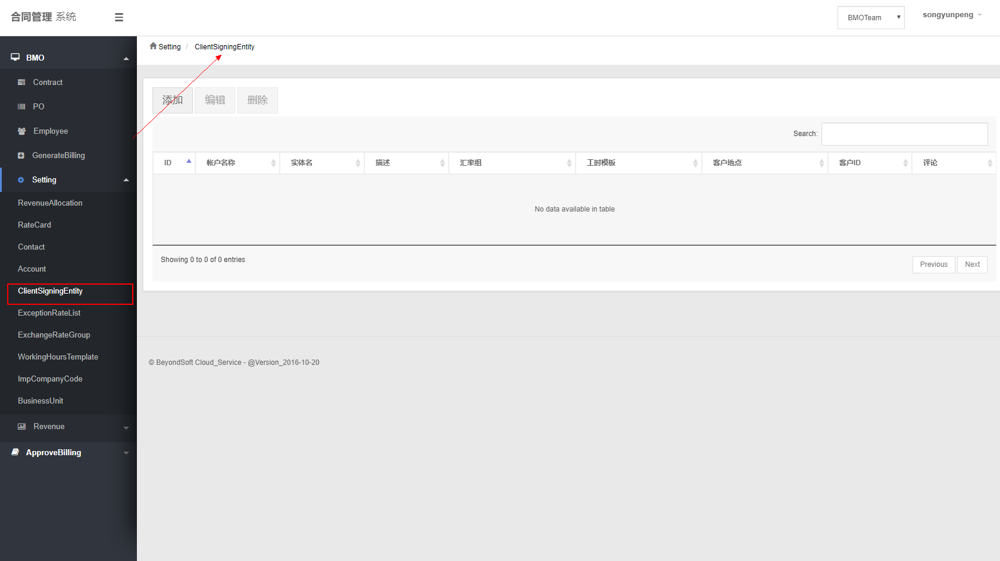 合同管理 系统
BMOTeam
songyunpeng
BMO
Contract
PO
Employee
GenerateBilling
Setting
RevenueAllocation
RateCard
Contact
Account
ClientSigningEntity
ExceptionRateList
ExchangeRateGroup
WorkingHoursTemplate
ImpCompanyCode
BusinessUnit
Revenue
ApproveBilling
Setting / ClientSigningEntity
添加 编辑 删除
Search:
ID 帐户名称 实体名 描述 汇率组 工时模板 客户地点 客户ID 评论
No data available in table
Showing 0 to 0 of 0 entries
Previous Next
© BeyondSoft Cloud_Service - @Version_2016-10-20